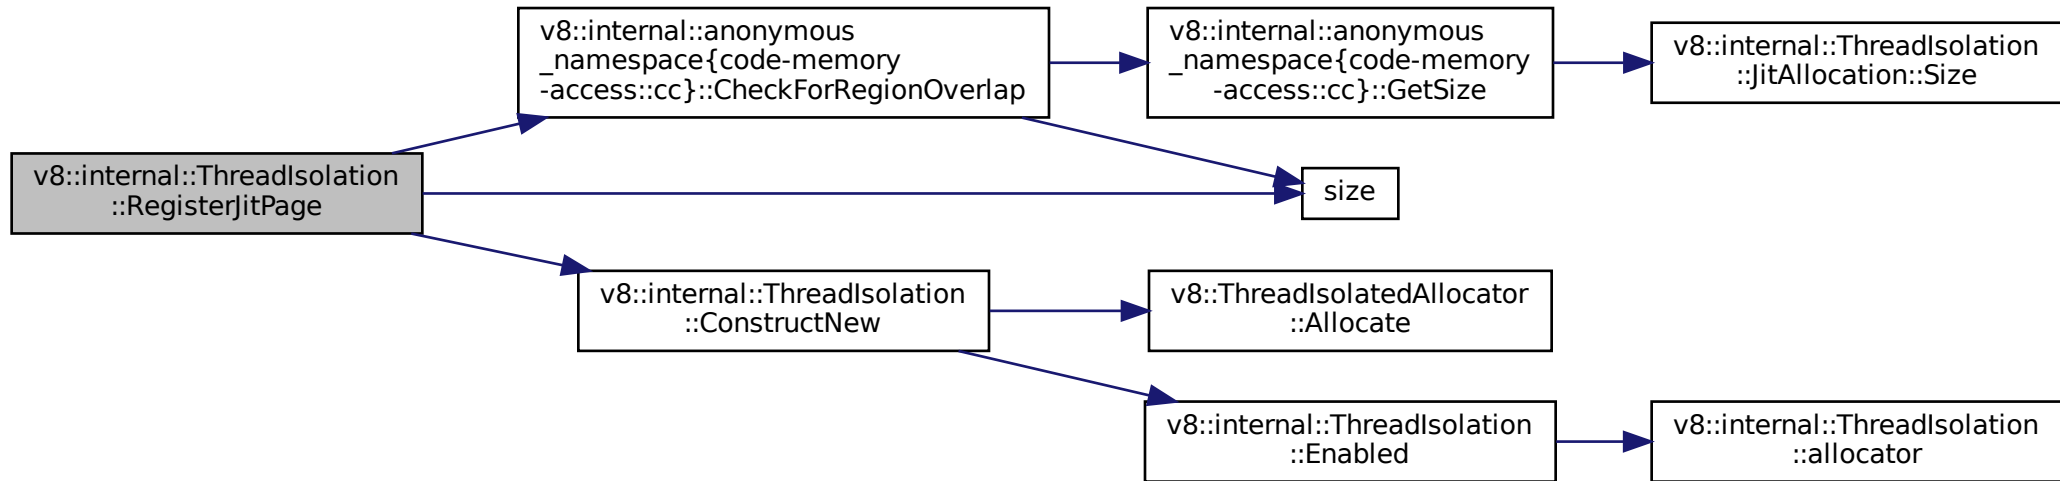 v8::internal::anonymous
_namespace{code-memory
-access::cc}::CheckForRegionOverlap
v8::internal::anonymous
_namespace{code-memory
-access::cc}::GetSize
v8::internal::ThreadIsolation
::JitAllocation::Size
v8::internal::ThreadIsolation
::RegisterJitPage
size
v8::internal::ThreadIsolation
::ConstructNew
v8::ThreadIsolatedAllocator
::Allocate
v8::internal::ThreadIsolation
::Enabled
v8::internal::ThreadIsolation
::allocator